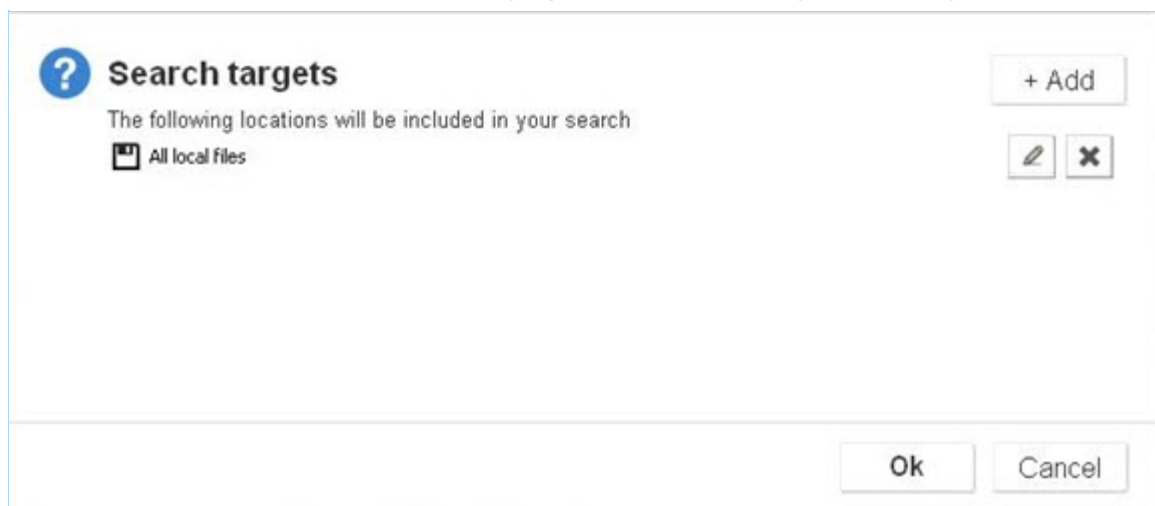 ?
Search targets
+ Add
The following locations will be included in your search
All local files
Ok
Cancel